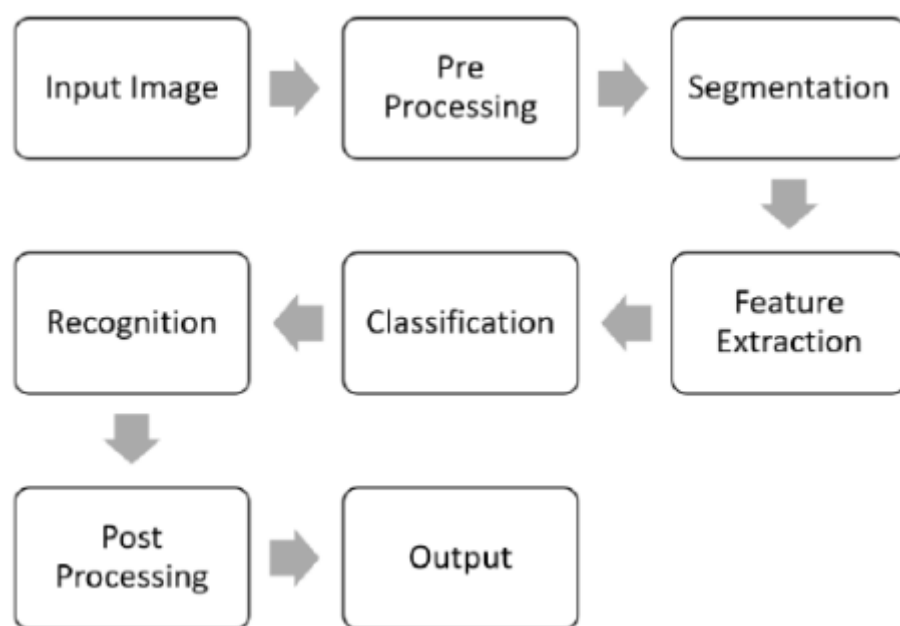 Input Image
Pre
Processing
Segmentation
Feature
Extraction
Classification
Recognition
Post
Processing
Output